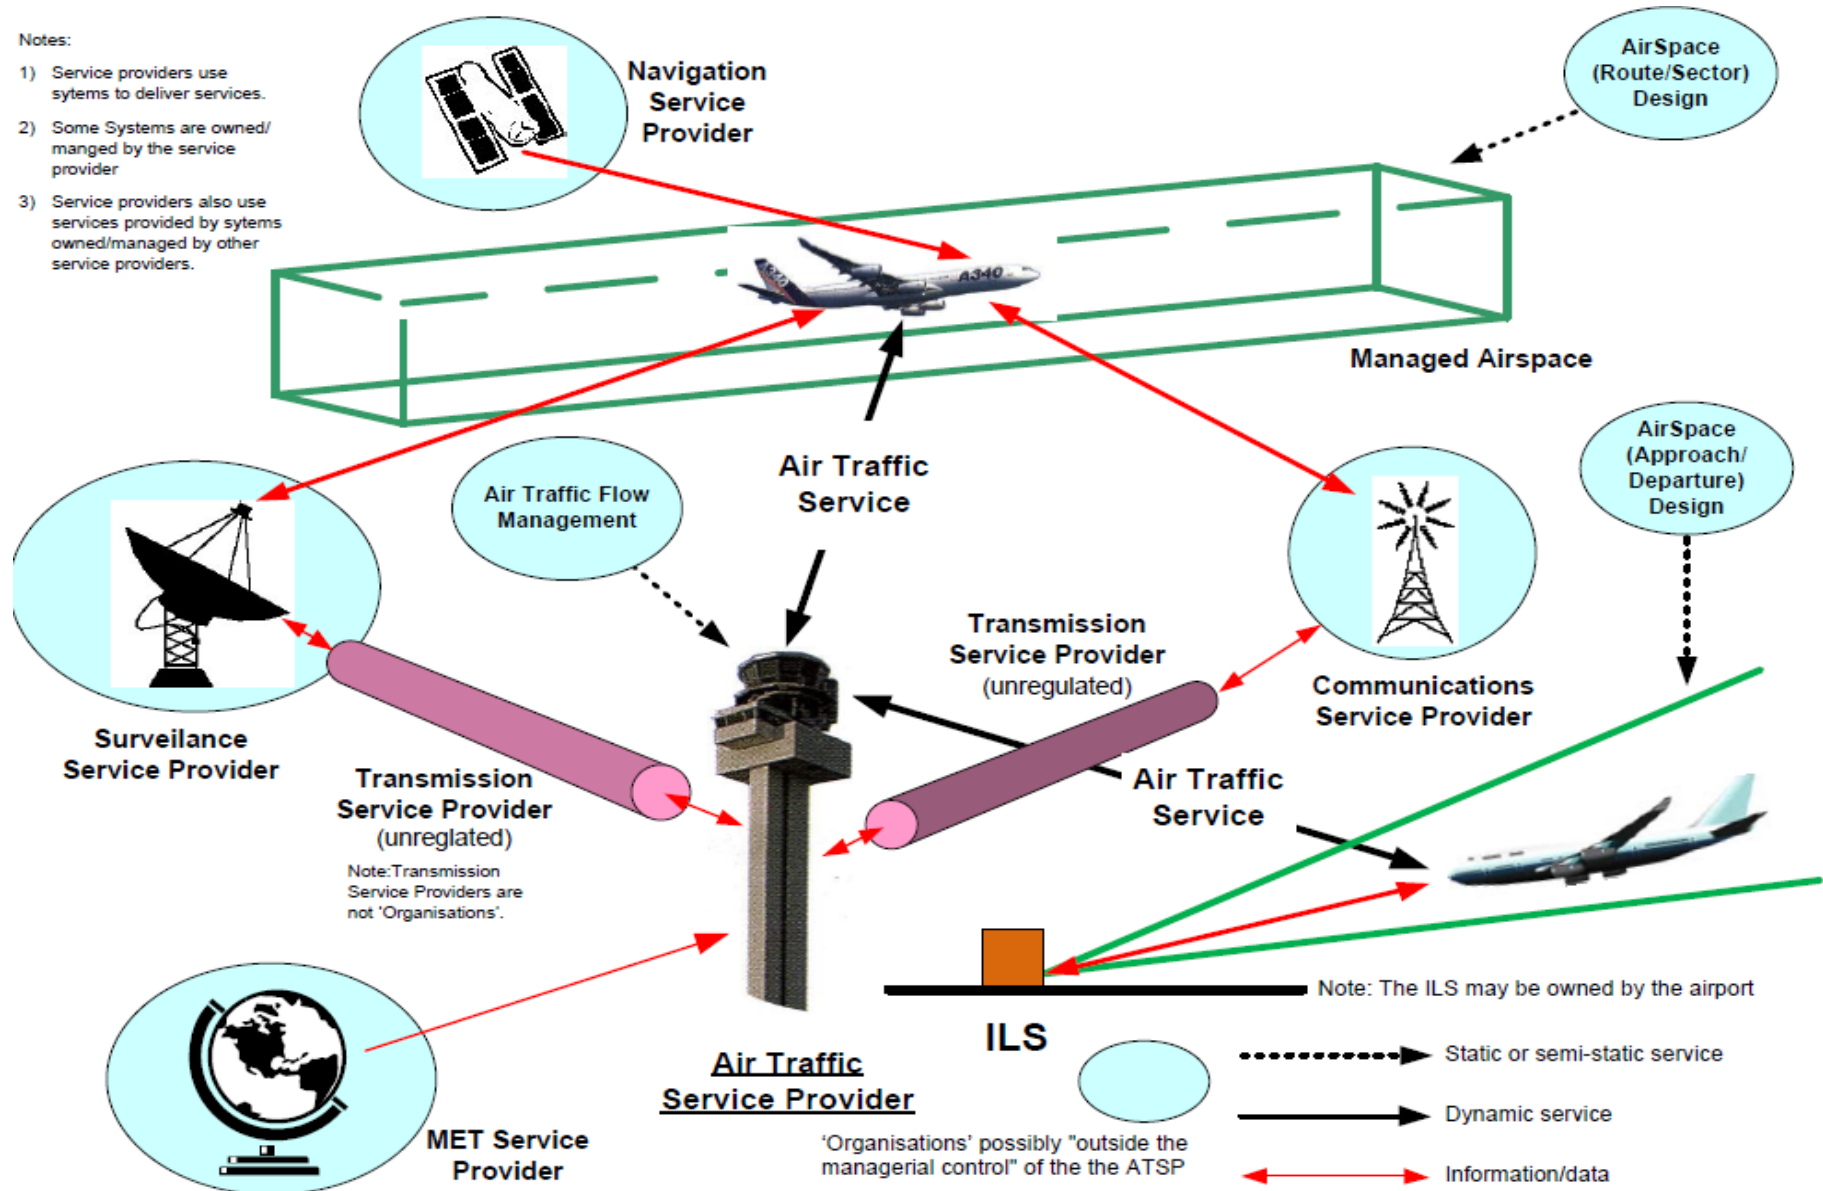 Notes:
1) Service providers use
sytems to deliver services.
2) Some Systems are owned/
manged by the service
provider
3) Service providers also use
services provided by sytems
owned/managed by other
service providers.
Navigation
Service
Provider
AirSpace
(Route/Sector)
Design
A340
A340
Managed Airspace
AirSpace
(Approach/
Departure)
Design
Air Traffic
Service
Air Traffic Flow
Management
Transmission
Service Provider
(unregulated)
Communications
Service Provider
Surveilance
Service Provider
Transmission
Service Provider
(unreglated)
Note:Transmission
Service Providers are
not 'Organisations'.
Air Traffic
Service
Note: The ILS may be owned by the airport
ILS
Air Traffic
Service Provider
MET Service
Provider
'Organisations' possibly "outside the
managerial control" of the the ATSP
Static or semi-static service
Dynamic service
Information/data